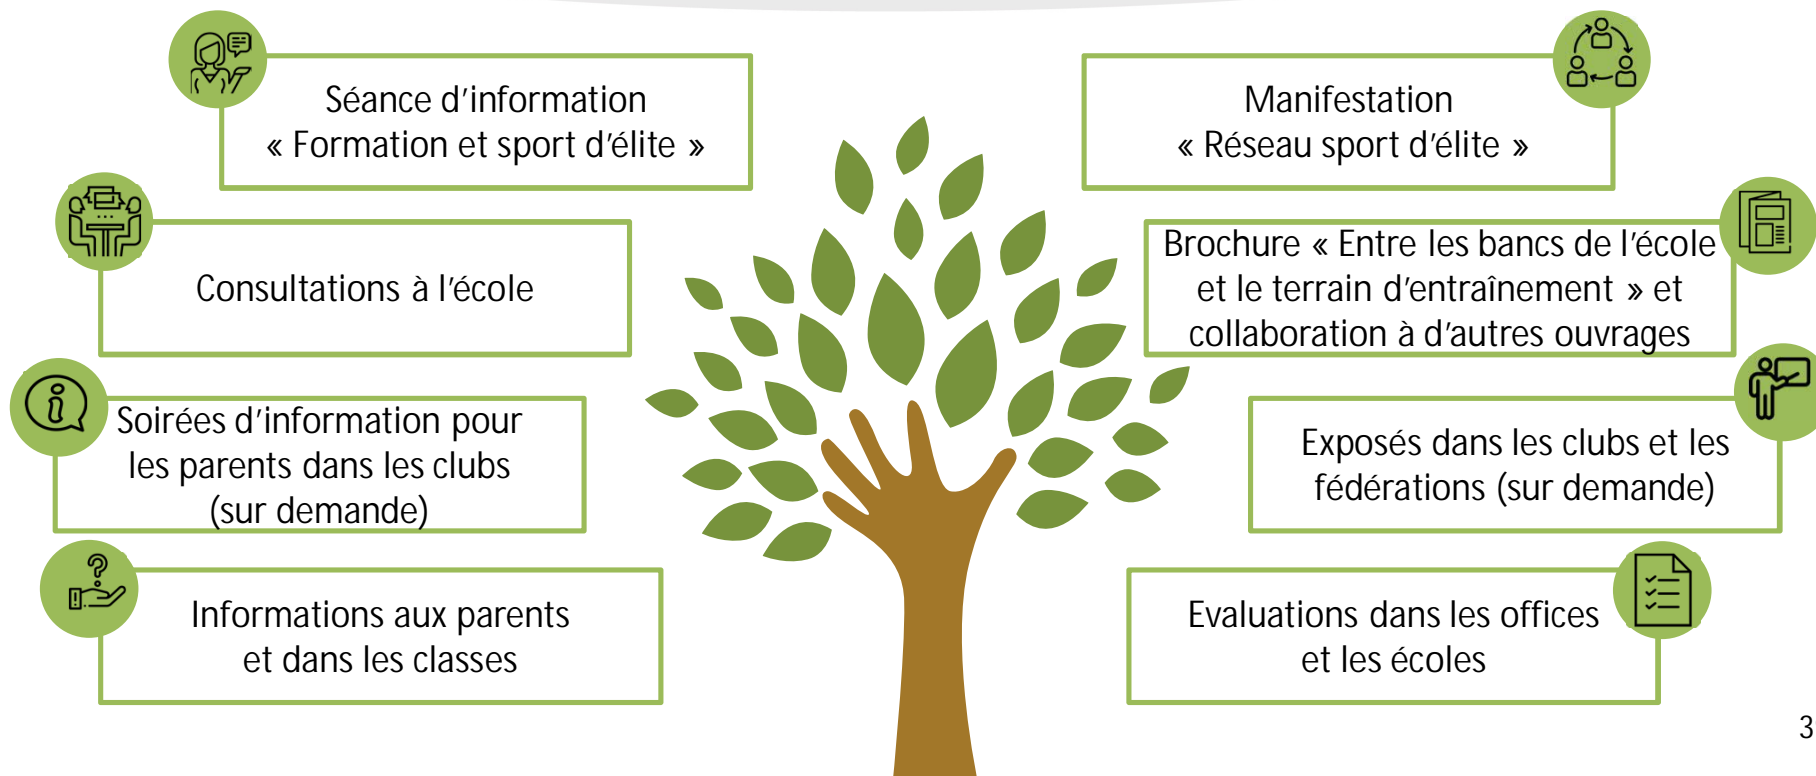 Séance d'information
« Formation et sport d'élite »
Consultations à l'école
Soirées d'information pour
les parents dans les clubs
(sur demande)
Informations aux parents
et dans les classes
Manifestation
« Réseau sport d'élite »
Brochure « Entre les bancs de l'école
et le terrain d'entraînement » et
collaboration à d'autres ouvrages
Exposés dans les clubs et les
fédérations (sur demande)
Evaluations dans les offices
et les écoles
3